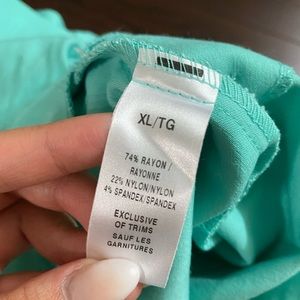 XL/TG
74% RAYON/
RAYONNE
22% NYLON/NYLON
4% SPANDEX/SPANDEX
EXCLUSIVE
OF TRIMS
SAUF LES
GARNITURES